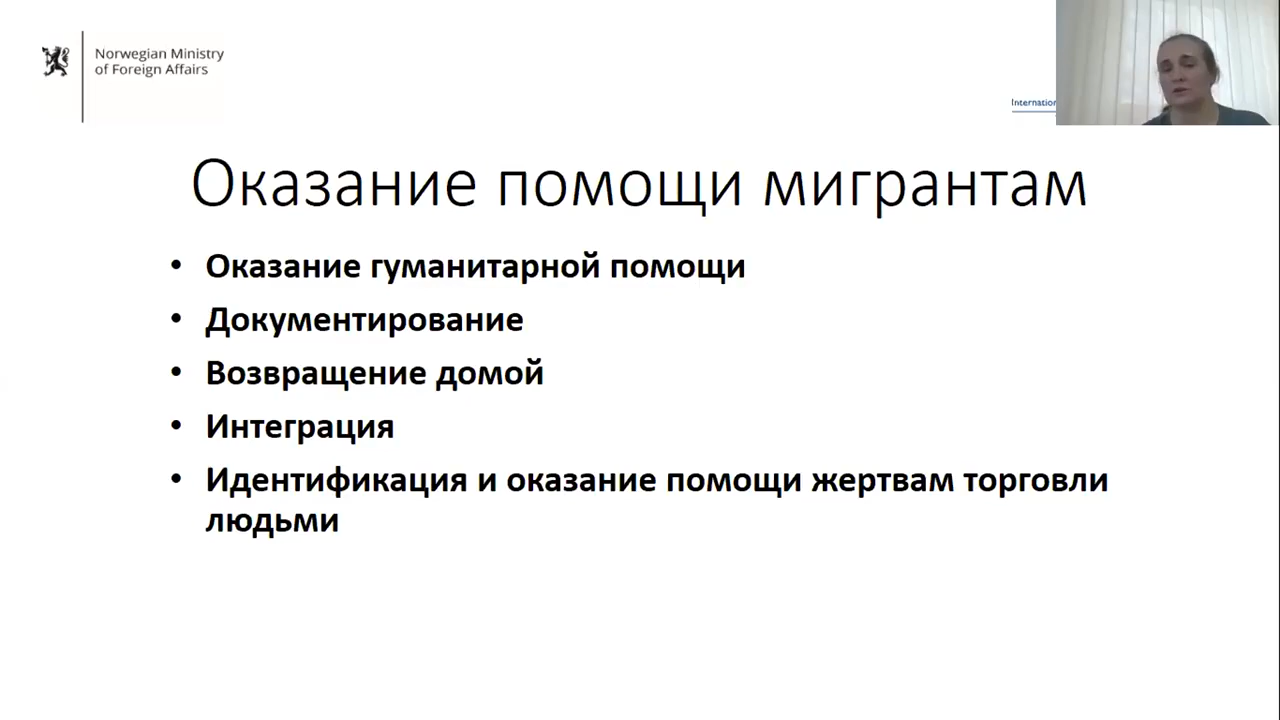 Norwegian Ministry
of Foreign Affairs
Оказание помощи мигрантам
• Оказание гуманитарной помощи
• Документирование
• Возвращение домой
• Интеграция
• Идентификация и оказание помощи жертвам торговли
людьми